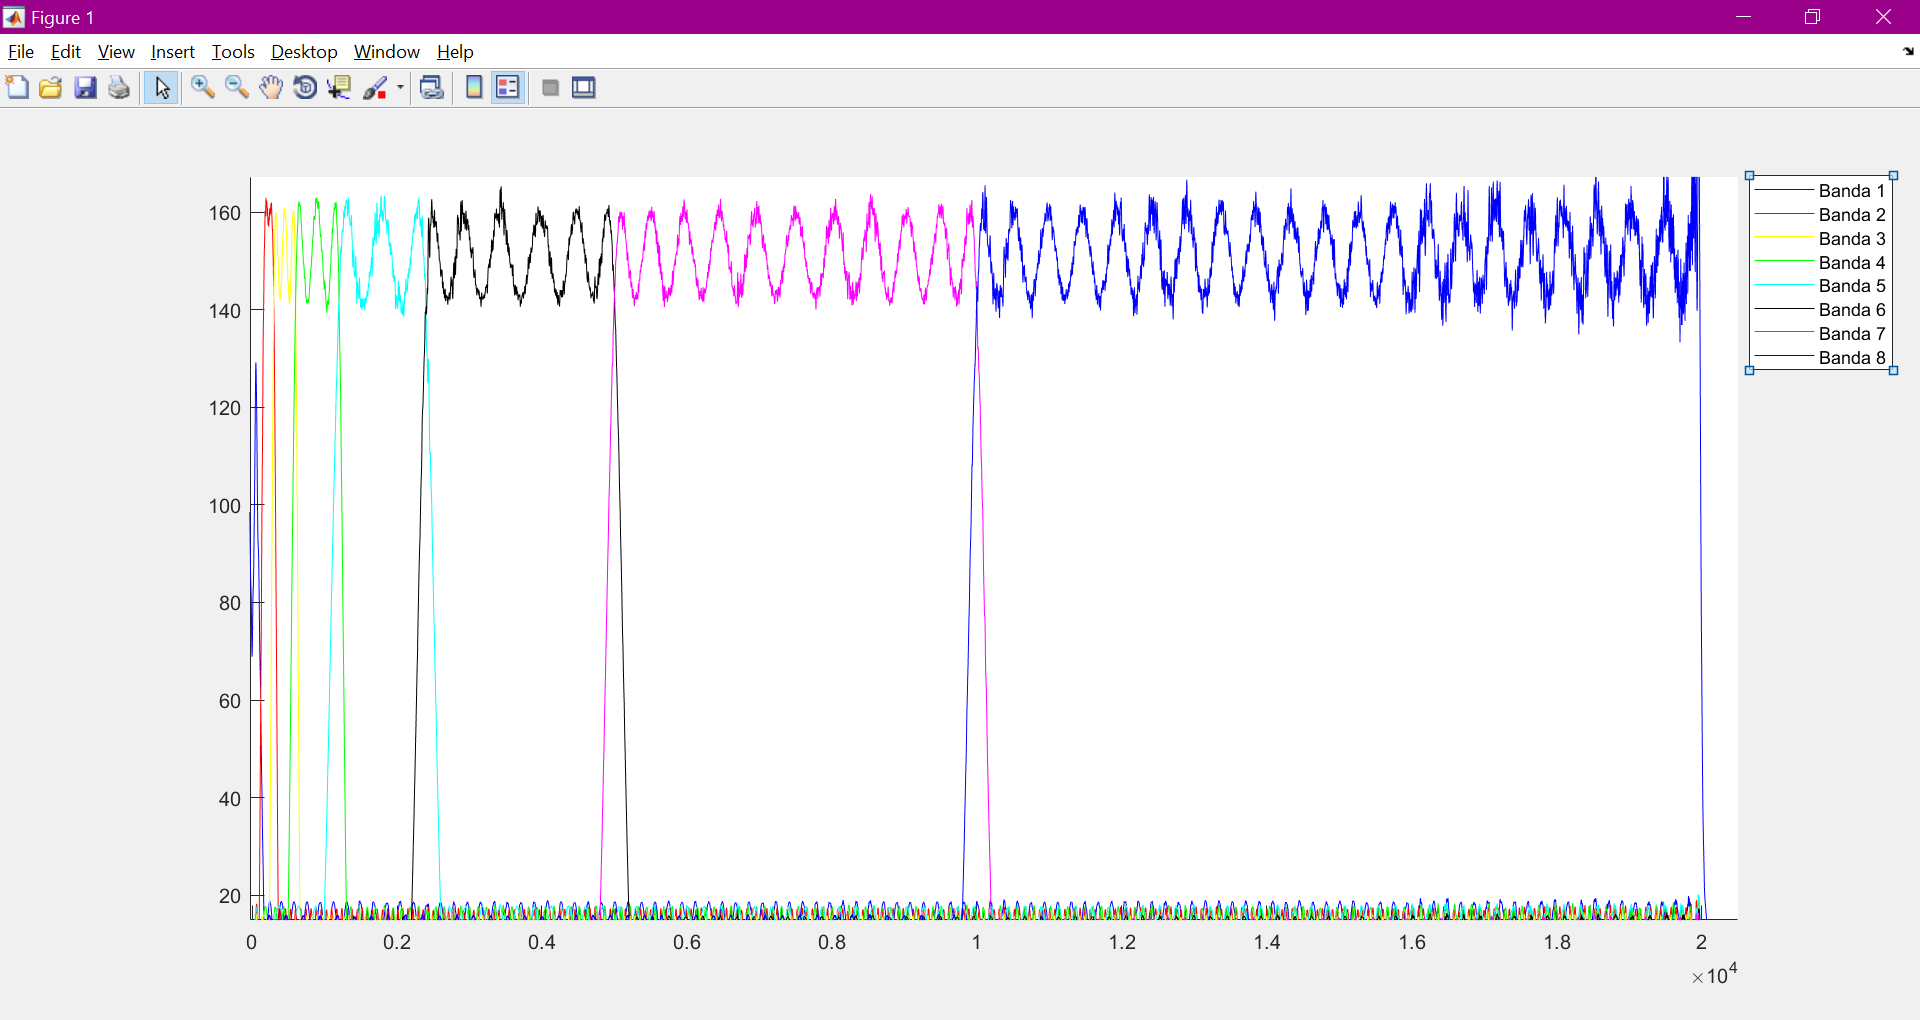 Figure 1
File Edit View Insert Tools Desktop Window Help
160
140
120
100
80
60
40
20
0 0.2 0.4 0.6 0.8 1 1.2 1.4 1.6 1.8 2
×10⁴
Banda 1
Banda 2
Banda 3
Banda 4
Banda 5
Banda 6
Banda 7
Banda 8